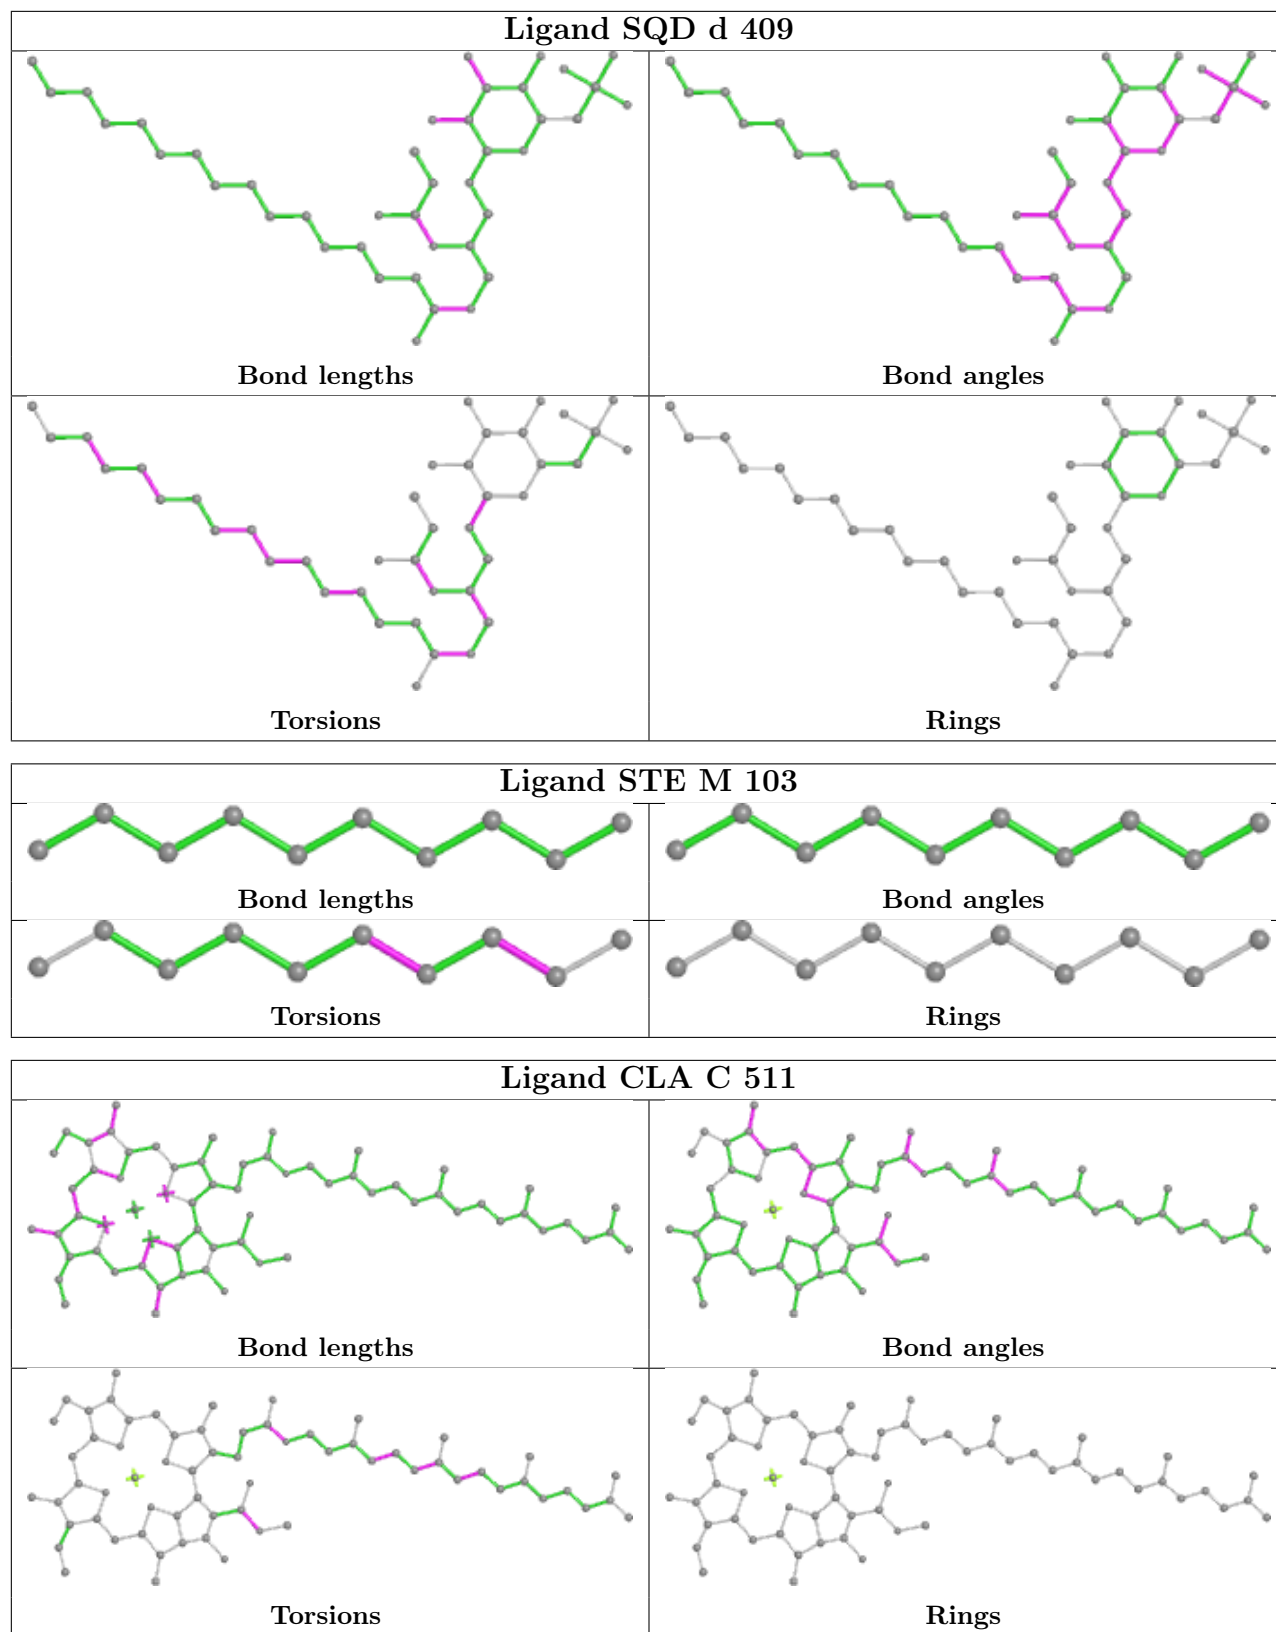 Ligand SQD d 409
Bond lengths
Bond angles
Torsions
Rings
Ligand STE M 103
Bond lengths
Bond angles
Torsions
Rings
Ligand CLA C 511
Bond lengths
Bond angles
Torsions
Rings